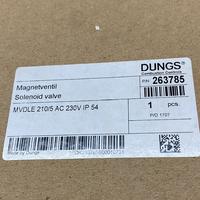 DUNGS®
Combustion Controls
Magnetventil
Solenoid valve
P/N 263785
MVDLE 210/5 AC 230V IP 54
1 pcs.
P/D 1707
Made by Dungs